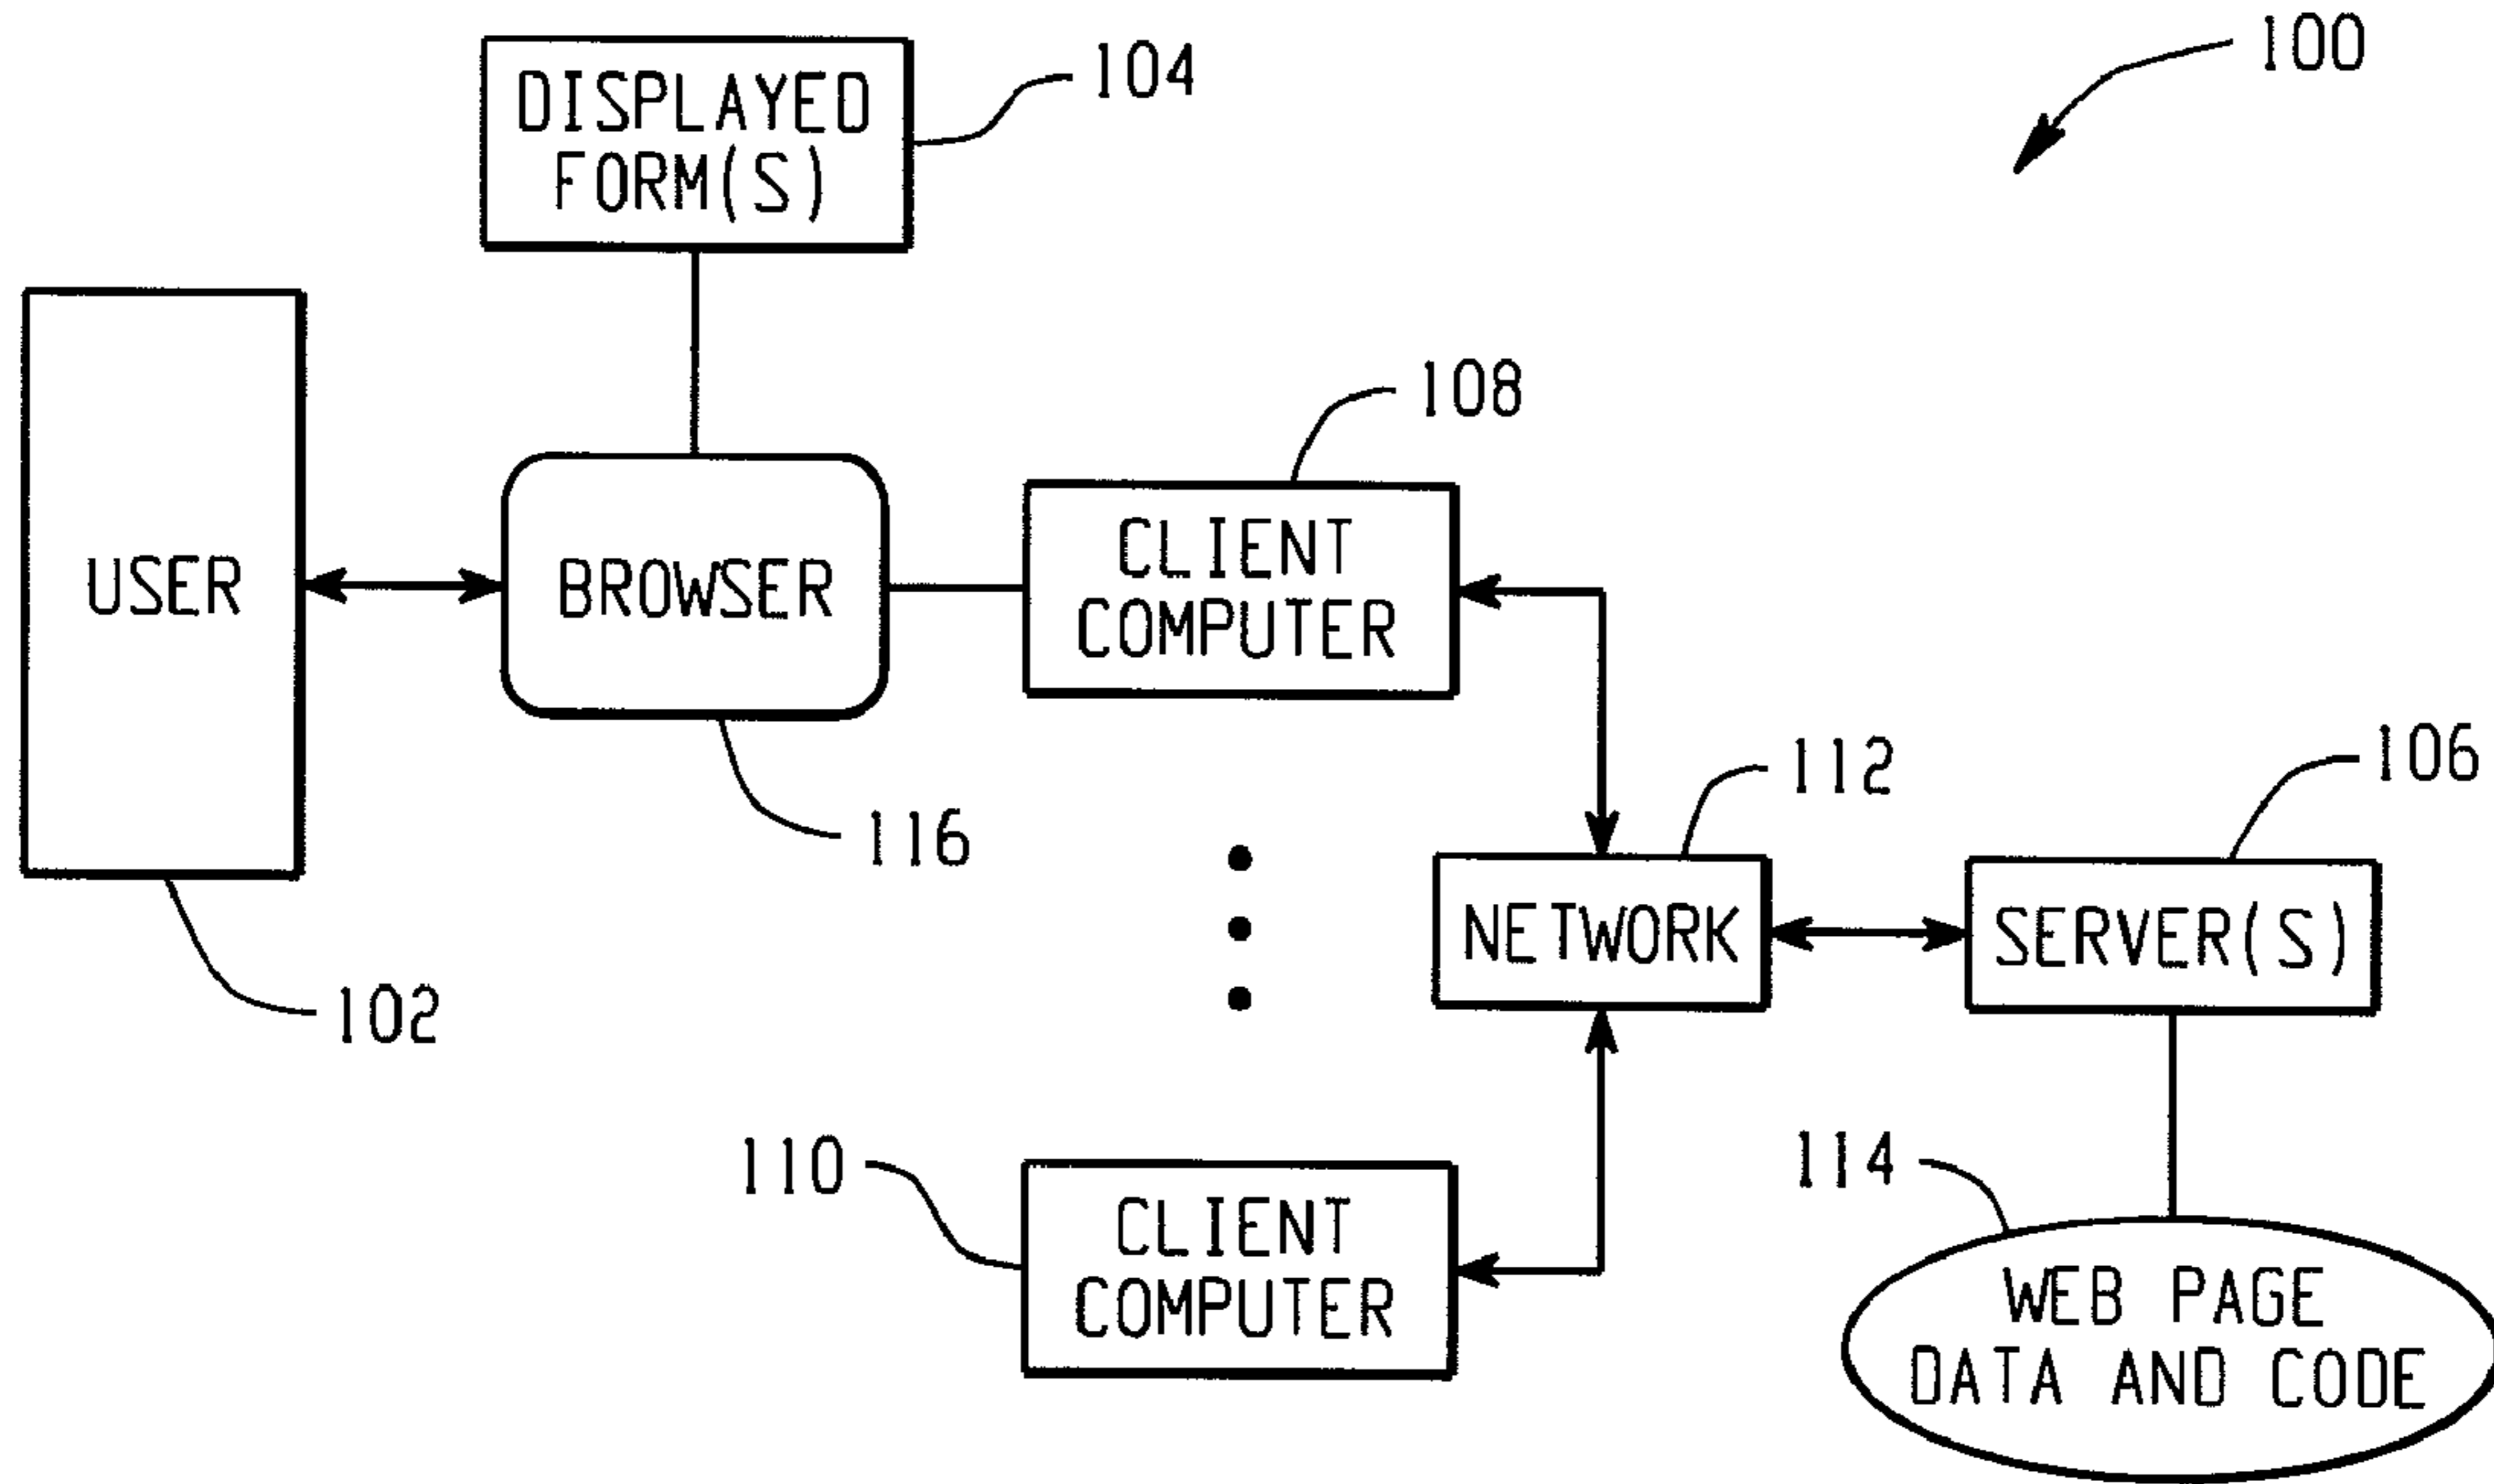 100
DISPLAYED
FORM(S)
104
108
USER
BROWSER
CLIENT
COMPUTER
116
102
112
106
NETWORK
SERVER(S)
110
CLIENT
COMPUTER
114
WEB PAGE
DATA AND CODE